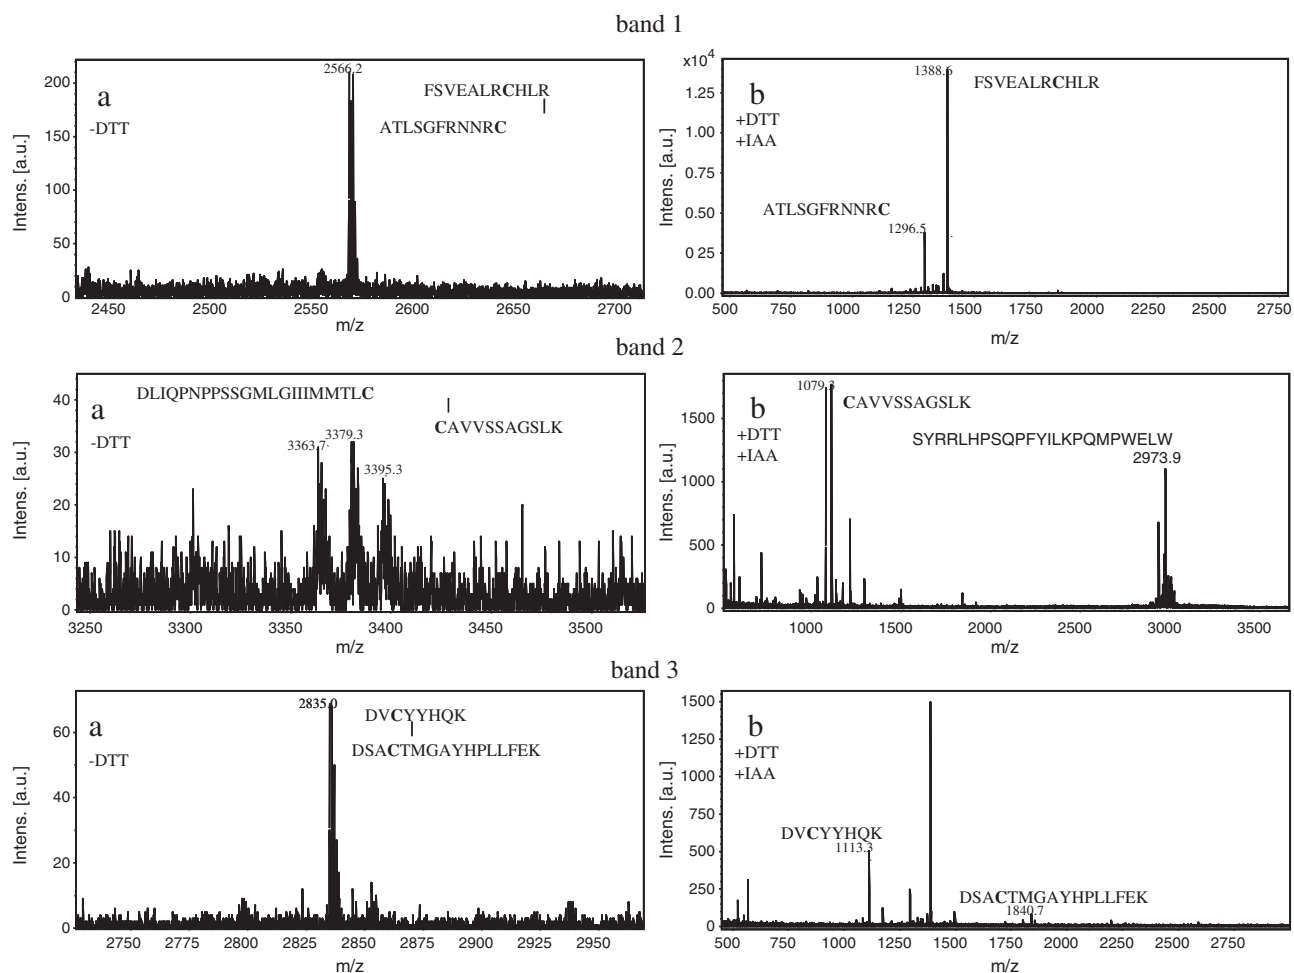 band 1
2566.2
a
-DTT
FSVEALRCHLR
ATLSGFRNNRC
Intens. [a.u.]
200
150
100
50
0
2450 2500 2550 2600 2650 2700
m/z
x10^4
1388.5
b
+DTT
+IAA
FSVEALRCHLR
ATLSGFRNNRC
1296.5
Intens. [a.u.]
1.25
1.00
0.75
0.50
0 25
0.00
500 750 1000 1250 1500 1750 2000 2250 2500 2750
m/z
band 2
DLIQPNPPSSGMLGIIIMMTLC
a
-DTT
CAVVSSAGSLK
3363.7
3379.3
3395.3
Intens. [a.u.]
40
30
20
10
0
3250 3300 3350 3400 3450 3500
m/z
1079.3
b
+DTT
+IAA
CAVVSSAGSLK
SYRRLHPSQPFYILKPQMPWELW
2973.9
Intens. [a.u.]
1500
1000
500
0
1000 1500 2000 2500 3000 3500
m/z
band 3
2835.0
a
-DTT
DVCYYHQK
DSACTMGAYHPLLFEK
Intens. [a.u.]
60
40
20
0
2750 2775 2800 2825 2850 2875 2900 2925 2950
m/z
b
+DTT
+IAA
DVCYYHQK
1113.3
DSACTMGAYHPLLFEK
1840.7
Intens. [a.u.]
1500
1250
1000
750
500
250
0
500 750 1000 1250 1500 1750 2000 2250 2500 2750
m/z